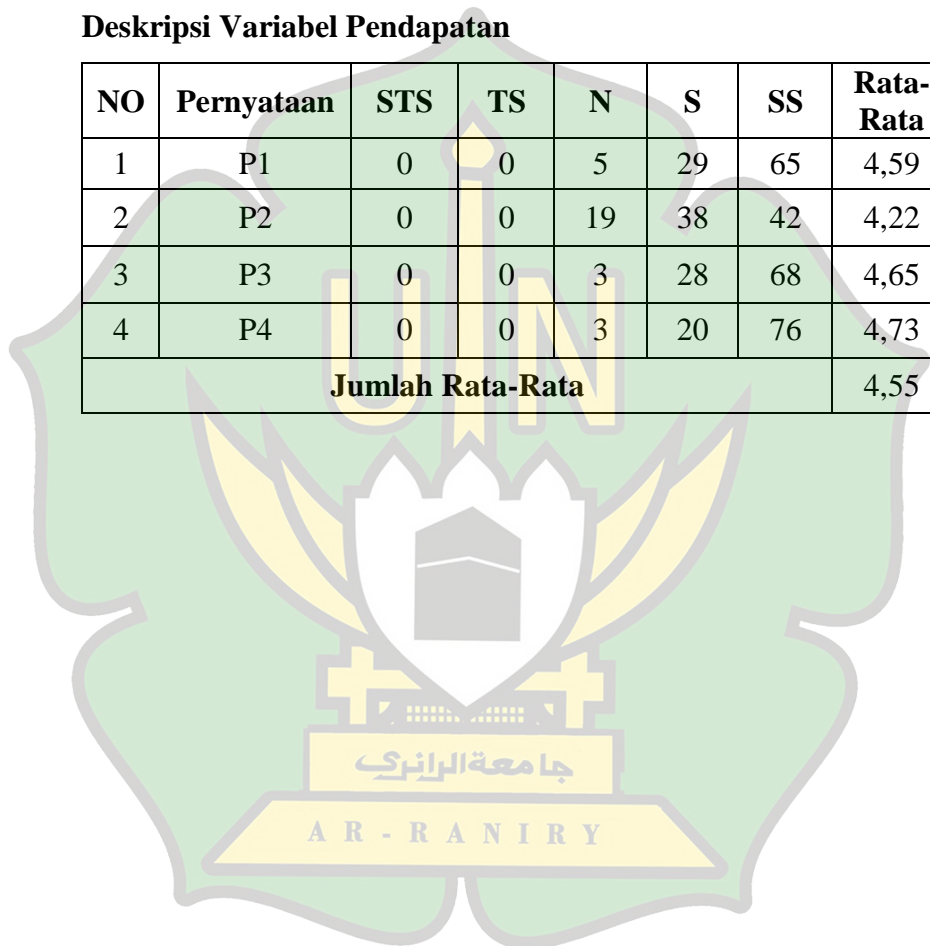 Deskripsi Variabel Pendapatan
NO Pernyataan STS TS N S SS Rata-Rata
1 P1 0 0 5 29 65 4,59
2 P2 0 0 19 38 42 4,22
3 P3 0 0 3 28 68 4,65
4 P4 0 0 3 20 76 4,73
Jumlah Rata-Rata 4,55
UIN
جامعةالرانري
AR-RANIRY